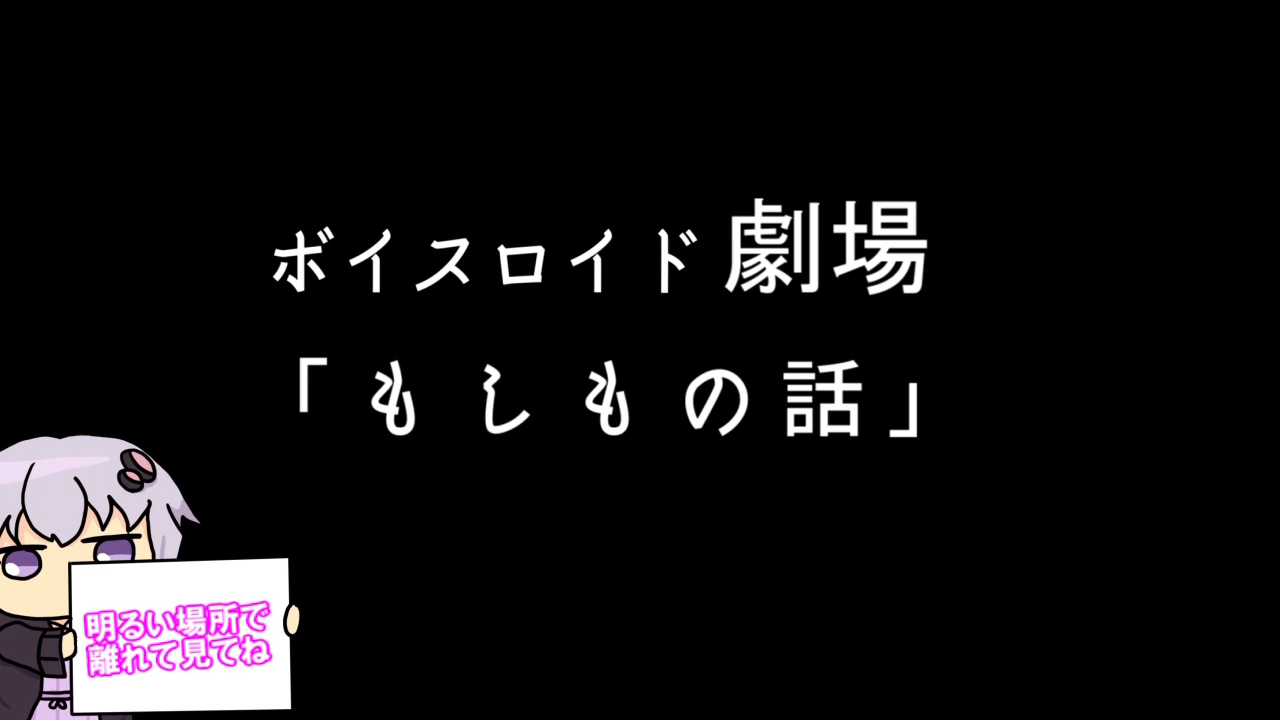 ボイスロイド劇場
「もしもの話」
明るい場所で
離れて見てね